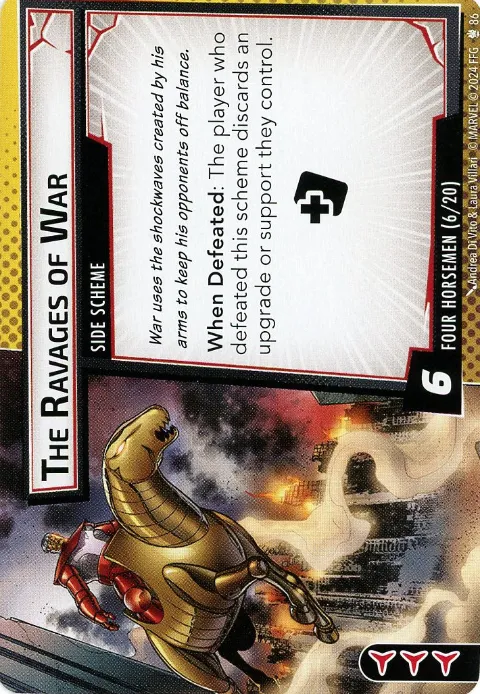 THE RAVAGES OF WAR
SIDE SCHEME
War uses the shockwaves created by his
arms to keep his opponents off balance.
When Defeated: The player who
defeated this scheme discards an
upgrade or support they control.
6
FOUR HORSEMEN (6/20)
Andrea Di Vito & Laura Villari © MARVEL © 2024 FFG 86